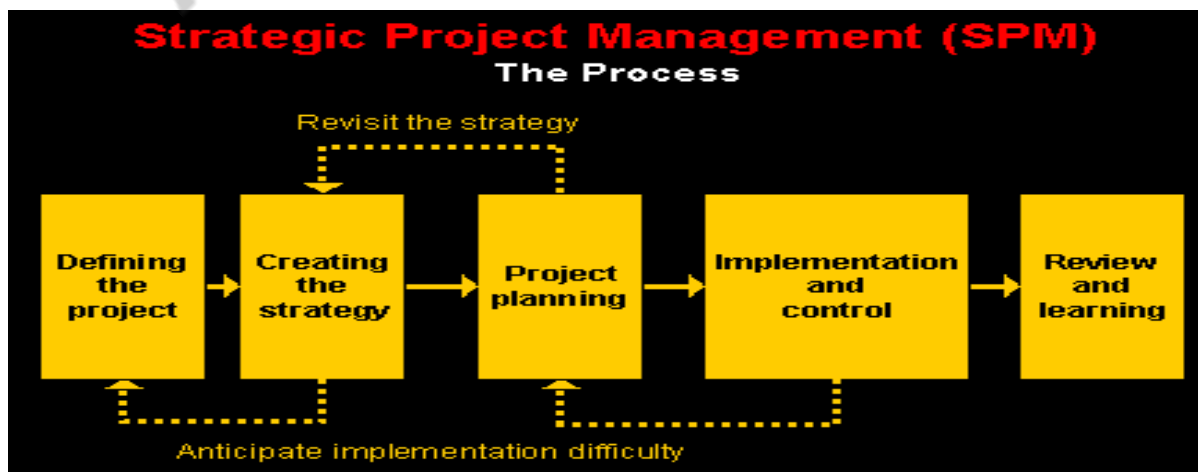 Strategic Project Management (SPM)
The Process
Revisit the strategy
Defining
the
project
Creating
the
strategy
Project
planning
Implementation
and
control
Review
and
learning
Anticipate implementation difficulty